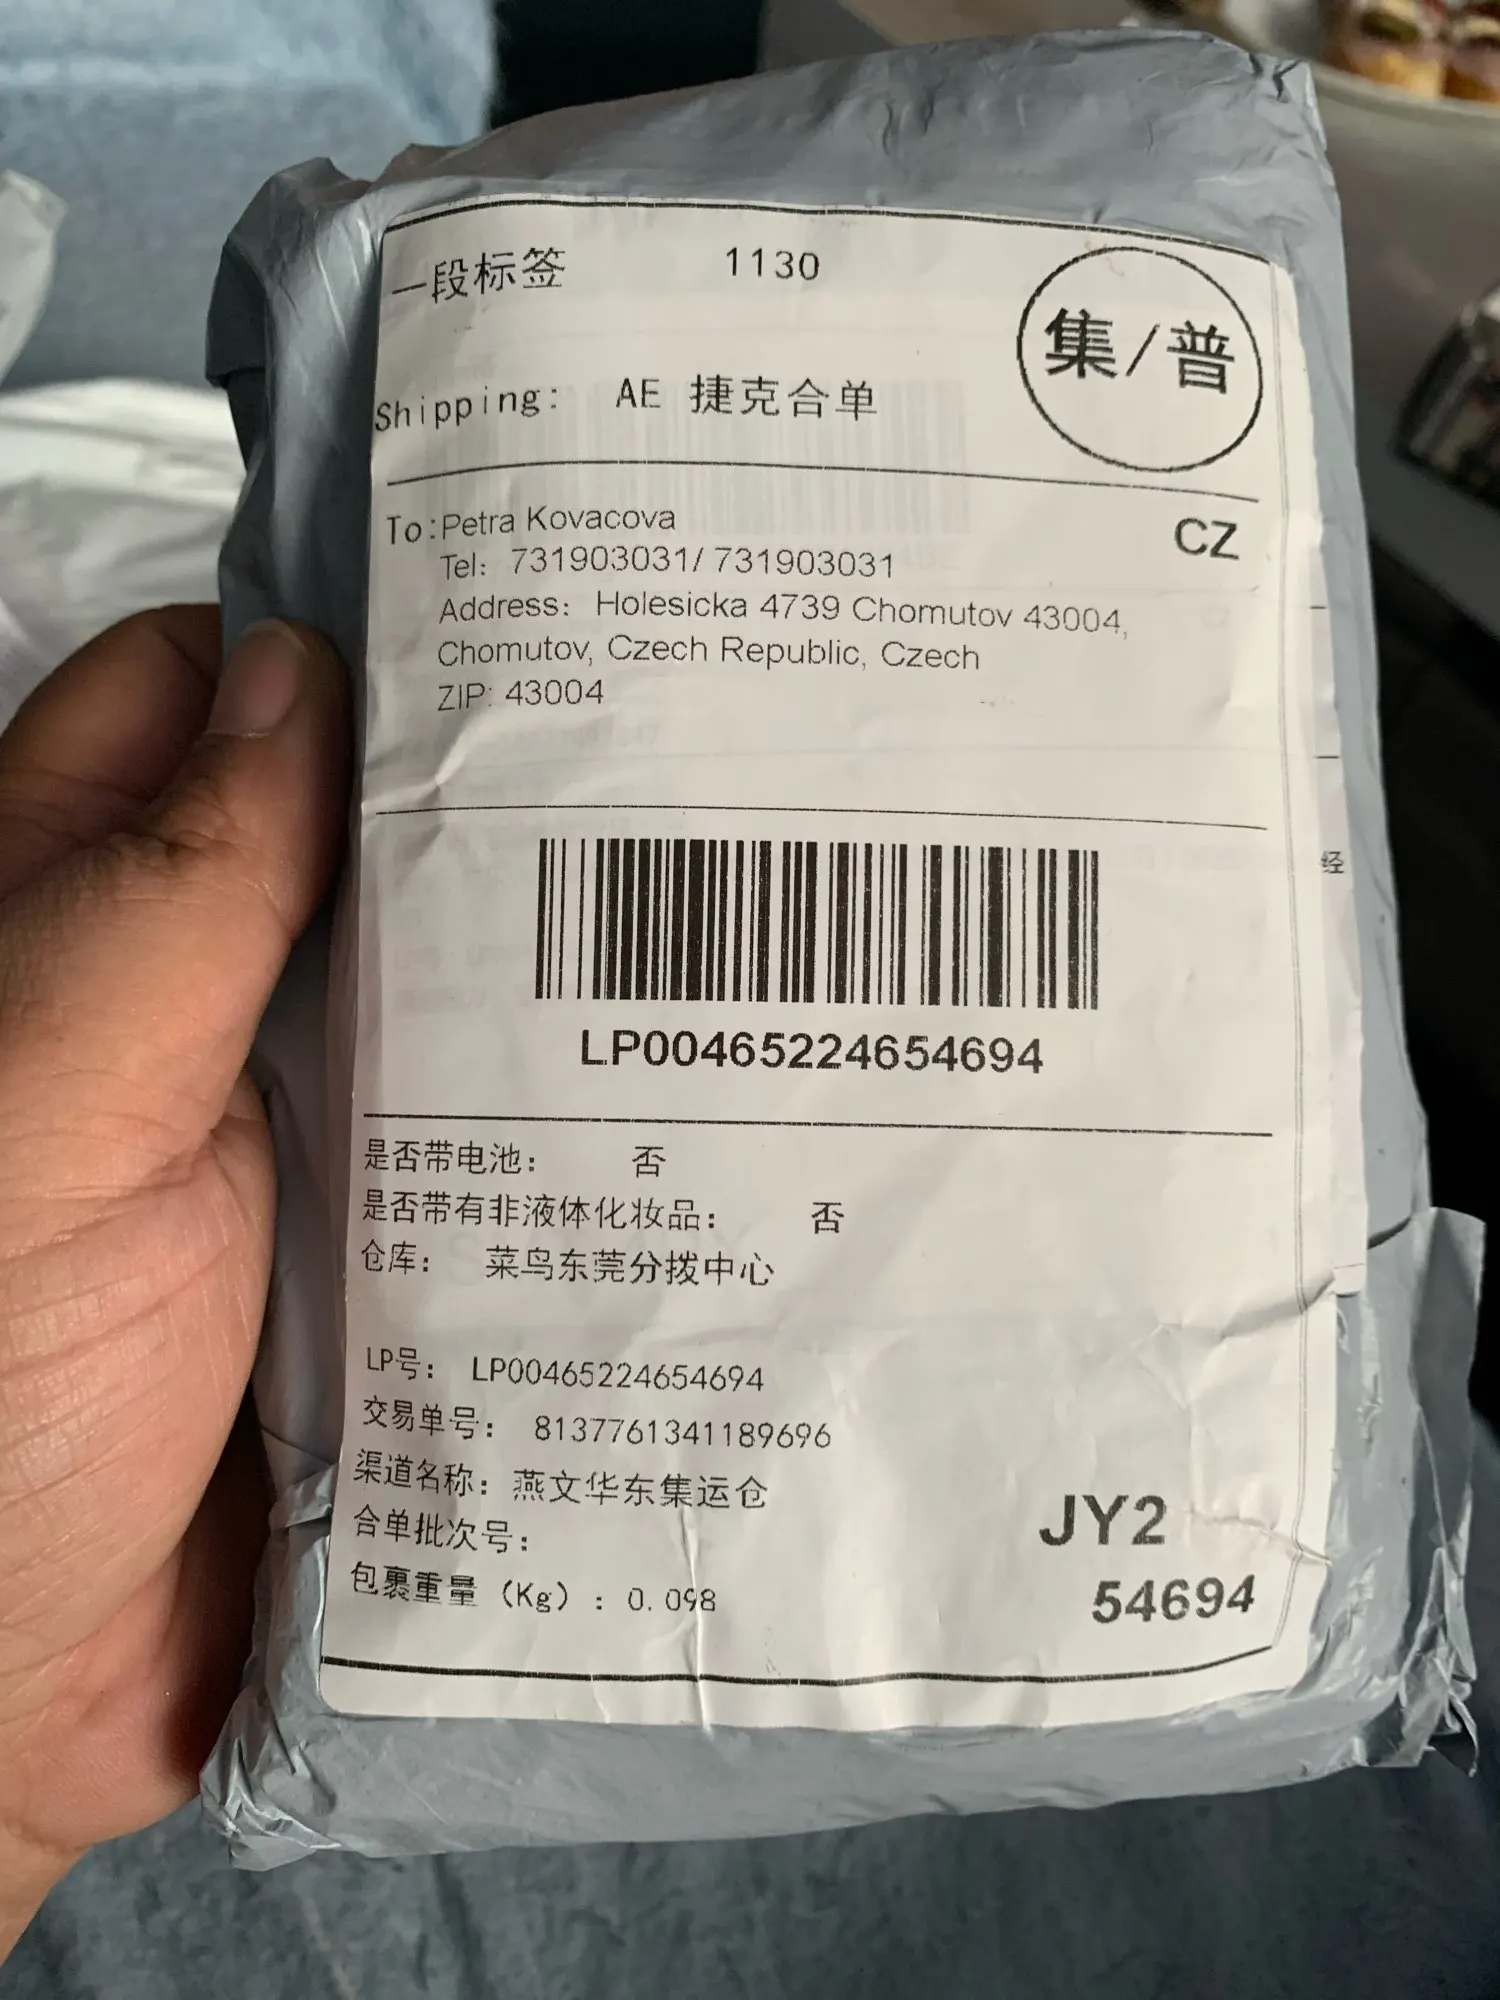 一段标签 1130
集/普
Shipping: AE 捷克合单
To:Petra Kovacova
CZ
Tel: 731903031/ 731903031
Address: Holesicka 4739 Chomutov 43004,
Chomutov, Czech Republic, Czech
ZIP: 43004
经
LP00465224654694
是否带电池: 否
是否带有非液体化妆品: 否
仓库: 菜鸟东莞分拨中心
LP号: LP00465224654694
交易单号: 8137761341189696
渠道名称: 燕文华东集运仓
合单批次号:
JY2
包裹重量 (Kg) : 0.098
54694